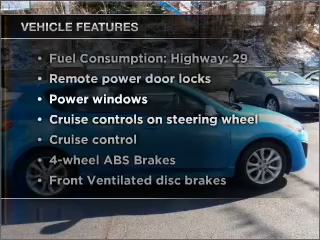 VEHICLE FEATURES
• Fuel Consumption: Highway: 29
• Remote power door locks
• Power windows
• Cruise controls on steering wheel
• Cruise control
• 4-wheel ABS Brakes
• Front Ventilated disc brakes